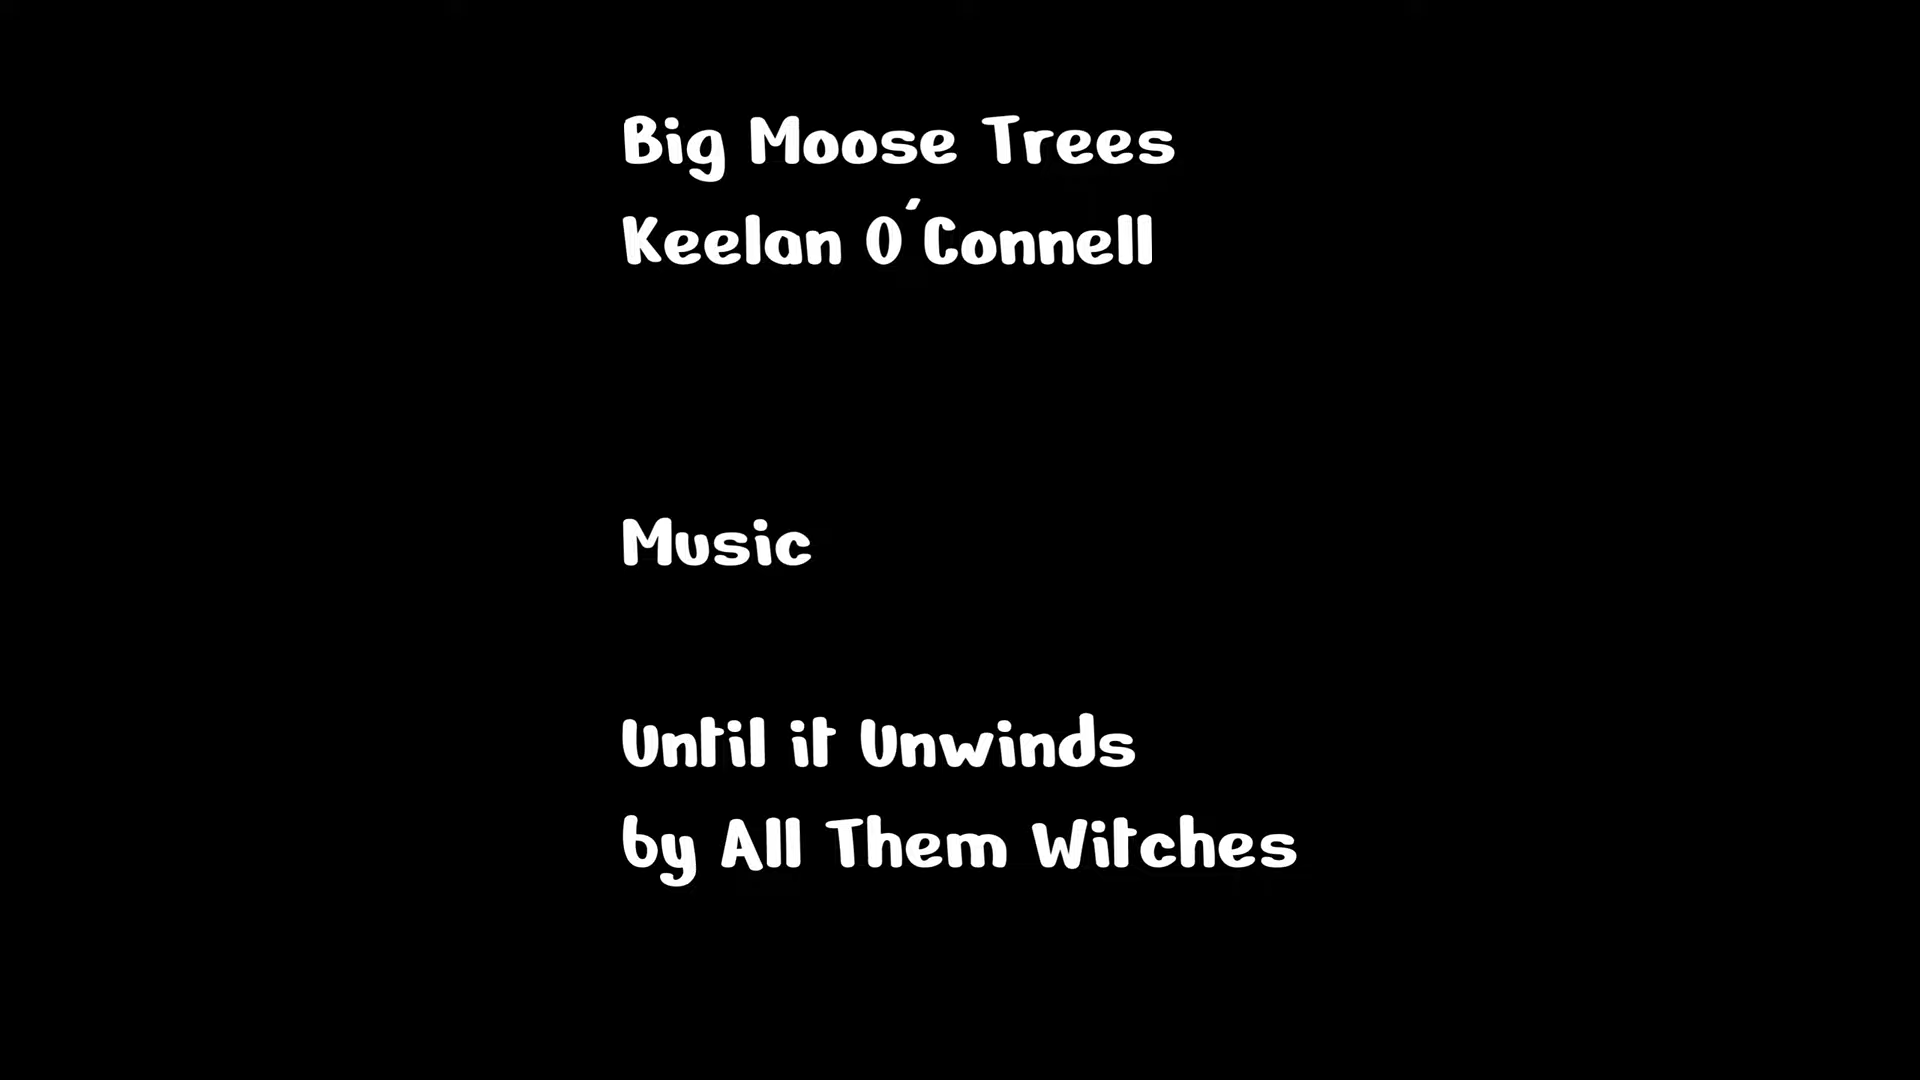 Big Moose Trees
Keelan O´Connell
Music
Until it Unwinds
by All Them Witches